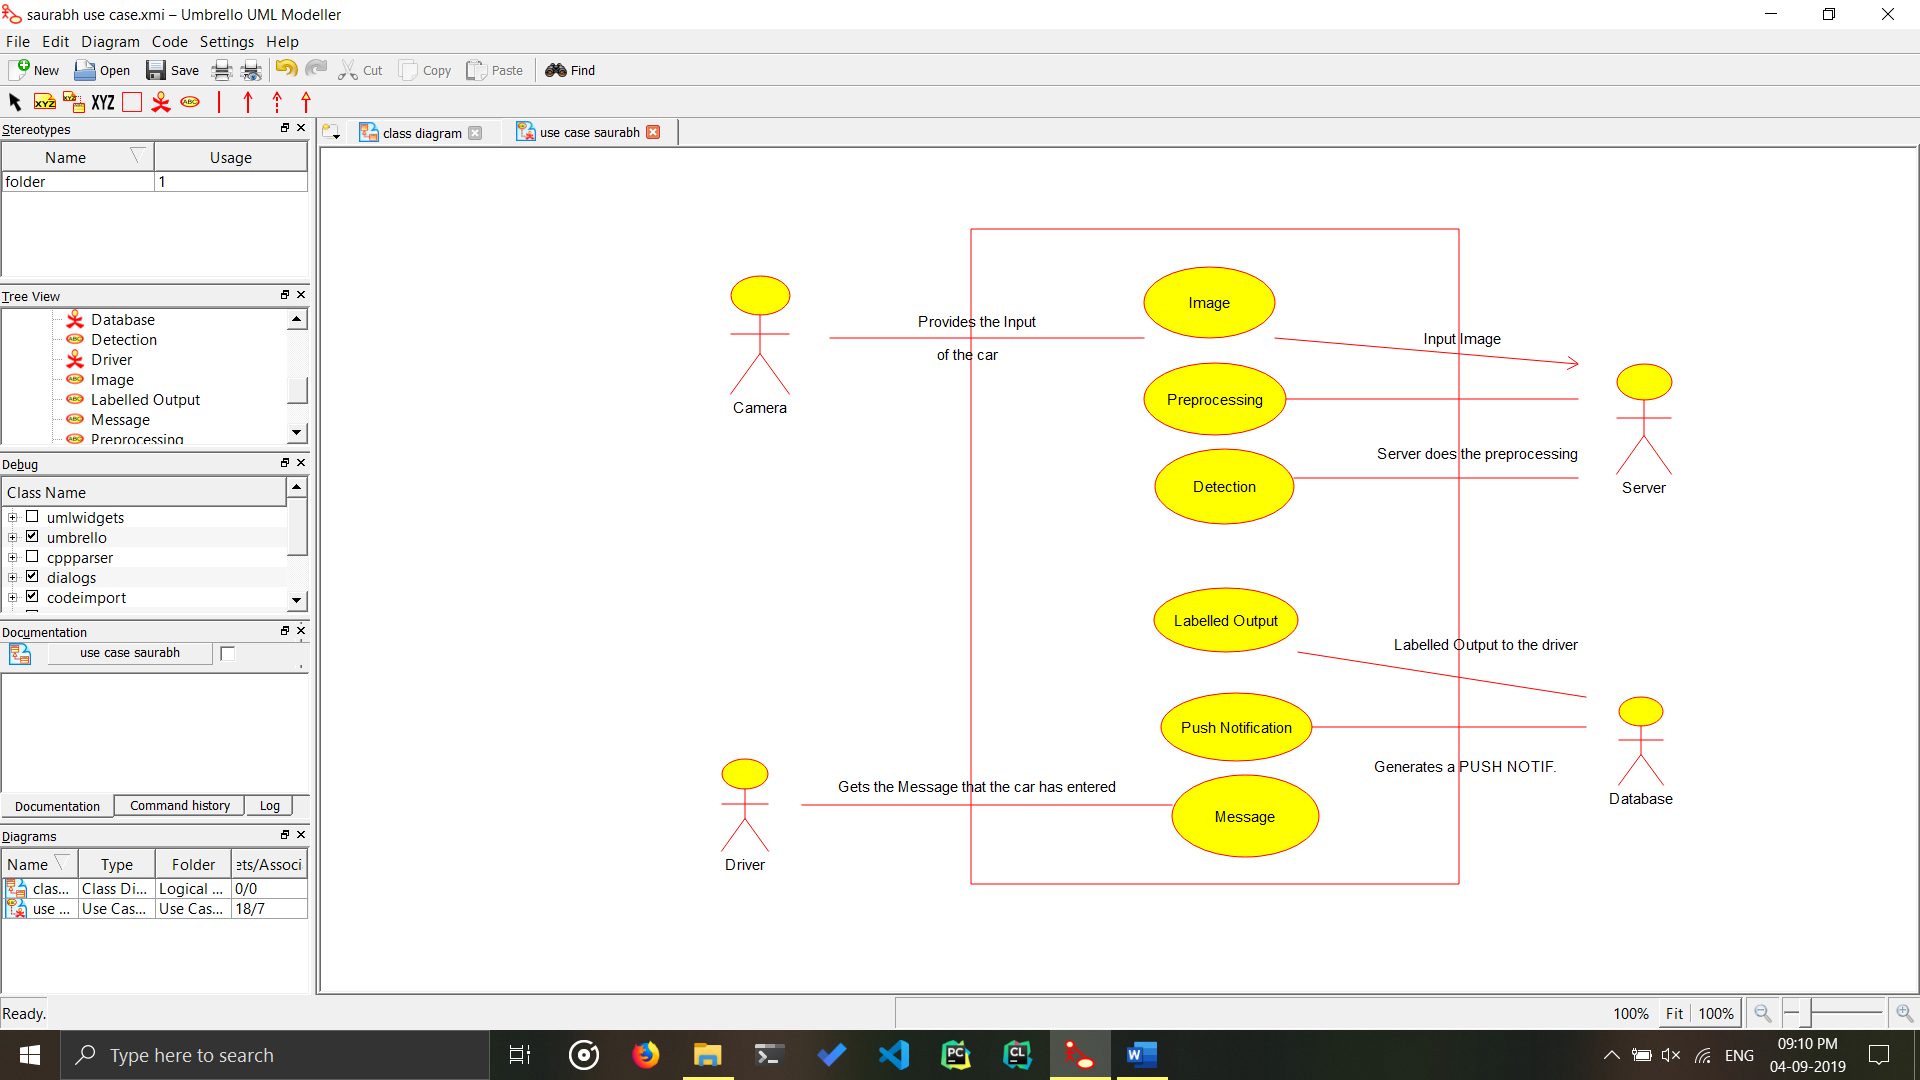 saurabh use case.xmi – Umbrello UML Modeller
File Edit Diagram Code Settings Help
New Open Save Cut Copy Paste Find
XYZ XYZ XYZ ABC
Stereotypes
class diagram
use case saurabh
Name Usage
folder 1
Tree View
Database
Detection
Driver
Image
Labelled Output
Message
Preprocessing
Debug
Class Name
umlwidgets
umbrello
cppparser
dialogs
codeimport
Documentation
use case saurabh
Documentation Command history Log
Diagrams
Name Type Folder ets/Associ
clas... Class Di... Logical ... 0/0
use ... Use Cas... Use Cas... 18/7
Image
Provides the Input
of the car
Input Image
Camera
Preprocessing
Server does the preprocessing
Detection
Server
Labelled Output
Labelled Output to the driver
Push Notification
Generates a PUSH NOTIF.
Database
Gets the Message that the car has entered
Message
Driver
Ready.
100% Fit 100%
Type here to search
PC CL W
ENG
09:10 PM
04-09-2019